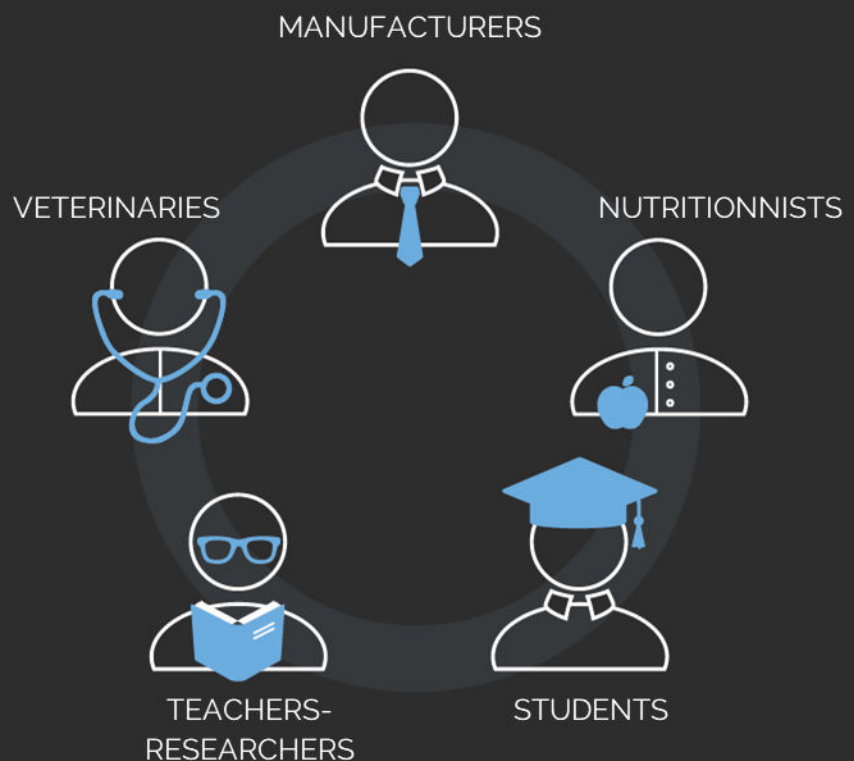 MANUFACTURERS
VETERINARIES
NUTRITIONNISTS
TEACHERS-
RESEARCHERS
STUDENTS